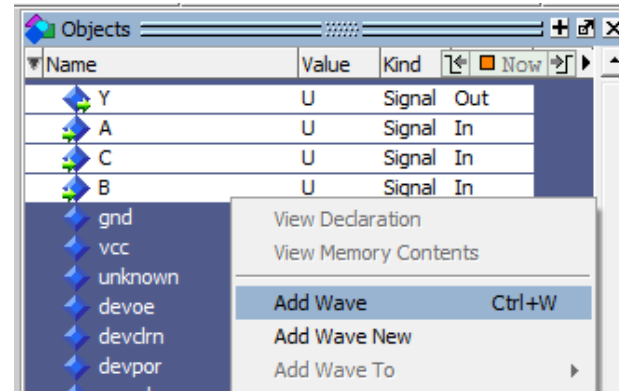 Objects
Name Value Kind Now
Y U Signal Out
A U Signal In
C U Signal In
B U Signal In
gnd
vcc
unknown
devoe
devclrn
devpor
View Declaration
View Memory Contents
Add Wave Ctrl+W
Add Wave New
Add Wave To